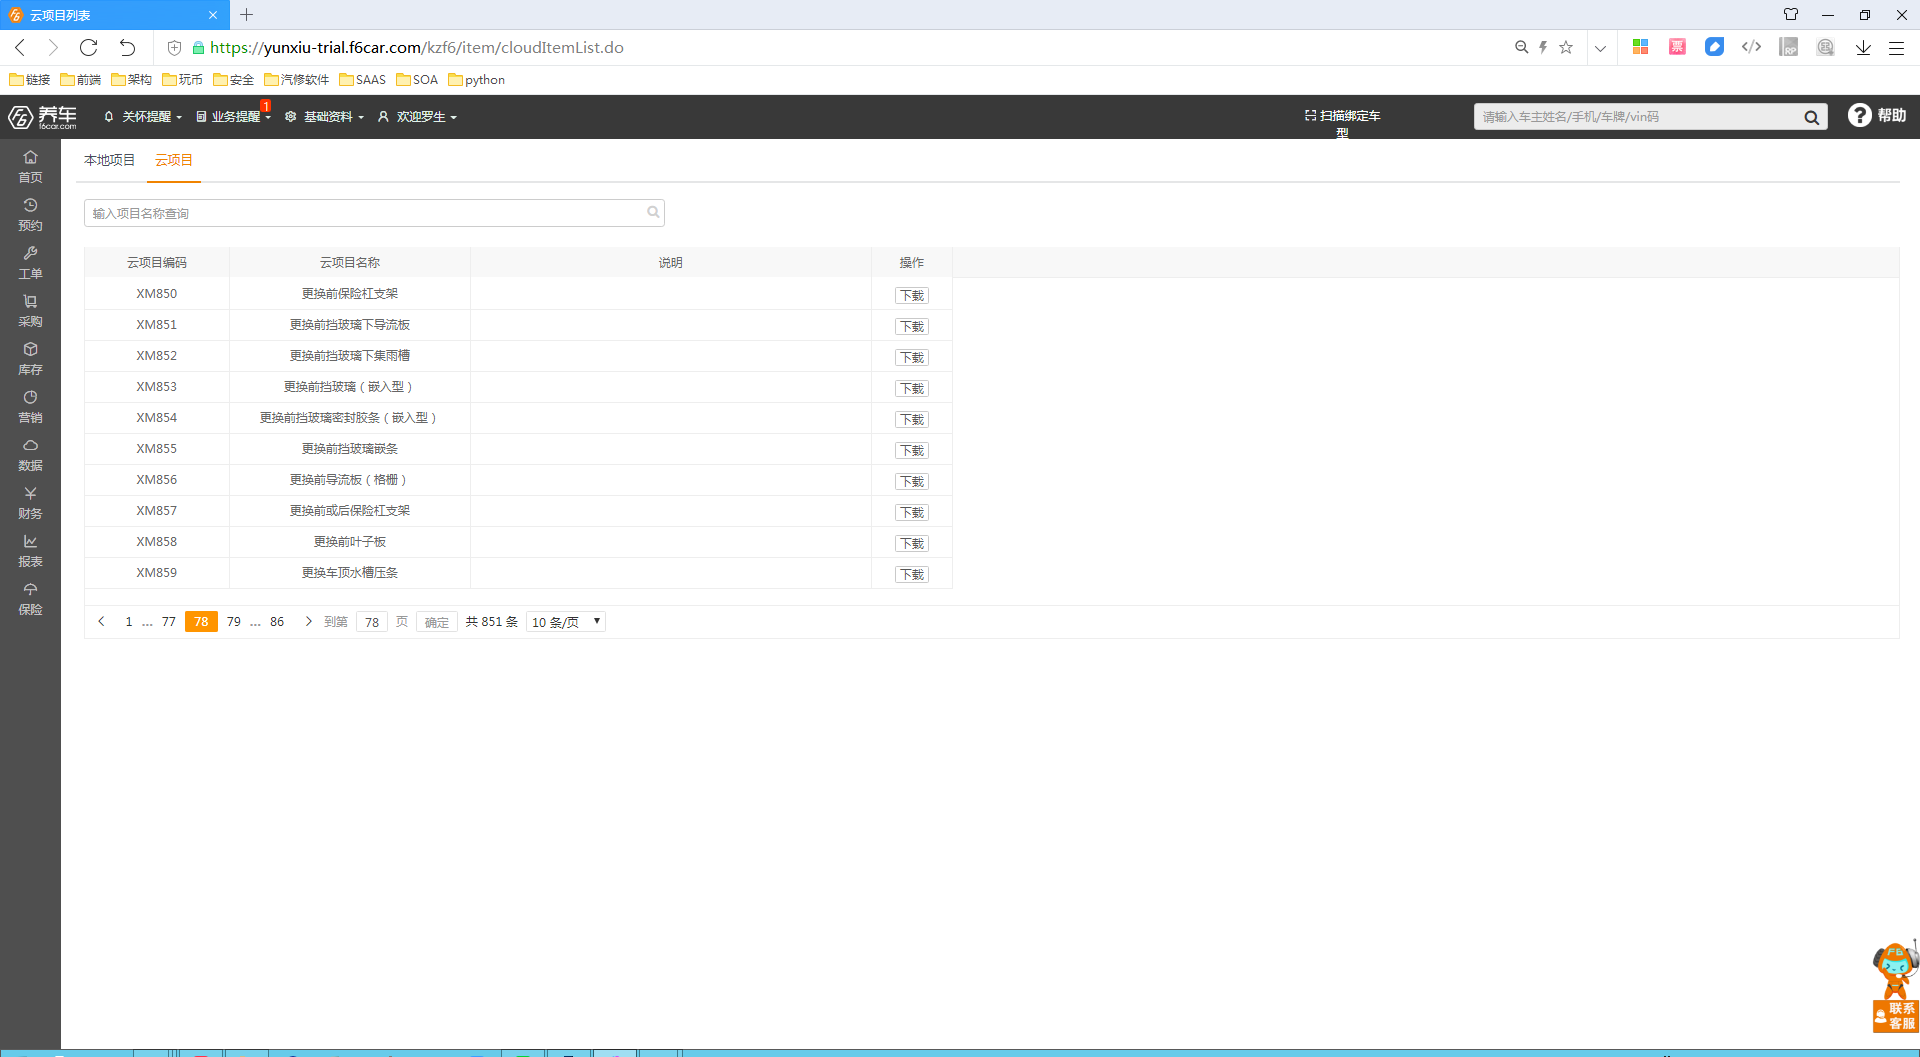 云项目列表
https://yunxiu-trial.f6car.com/kzf6/item/cloudItemList.do
票
RP
链接 前端 架构 玩币 安全 汽修软件 SAAS SOA python
F6 养车 f6car.com
关怀提醒 业务提醒 1 基础资料 欢迎罗生
扫描绑定车
型
请输入车主姓名/手机/车牌/vin码
? 帮助
首页
预约
工单
采购
库存
营销
数据
财务
报表
保险
本地项目 云项目
输入项目名称查询
云项目编码 云项目名称 说明 操作
XM850 更换前保险杠支架 下载
XM851 更换前挡玻璃下导流板 下载
XM852 更换前挡玻璃下集雨槽 下载
XM853 更换前挡玻璃（嵌入型） 下载
XM854 更换前挡玻璃密封胶条（嵌入型） 下载
XM855 更换前挡玻璃嵌条 下载
XM856 更换前导流板（格栅） 下载
XM857 更换前或后保险杠支架 下载
XM858 更换前叶子板 下载
XM859 更换车顶水槽压条 下载
1 ... 77 78 79 ... 86 到第 78 页 确定 共 851 条 10 条/页
F6
联系
客服